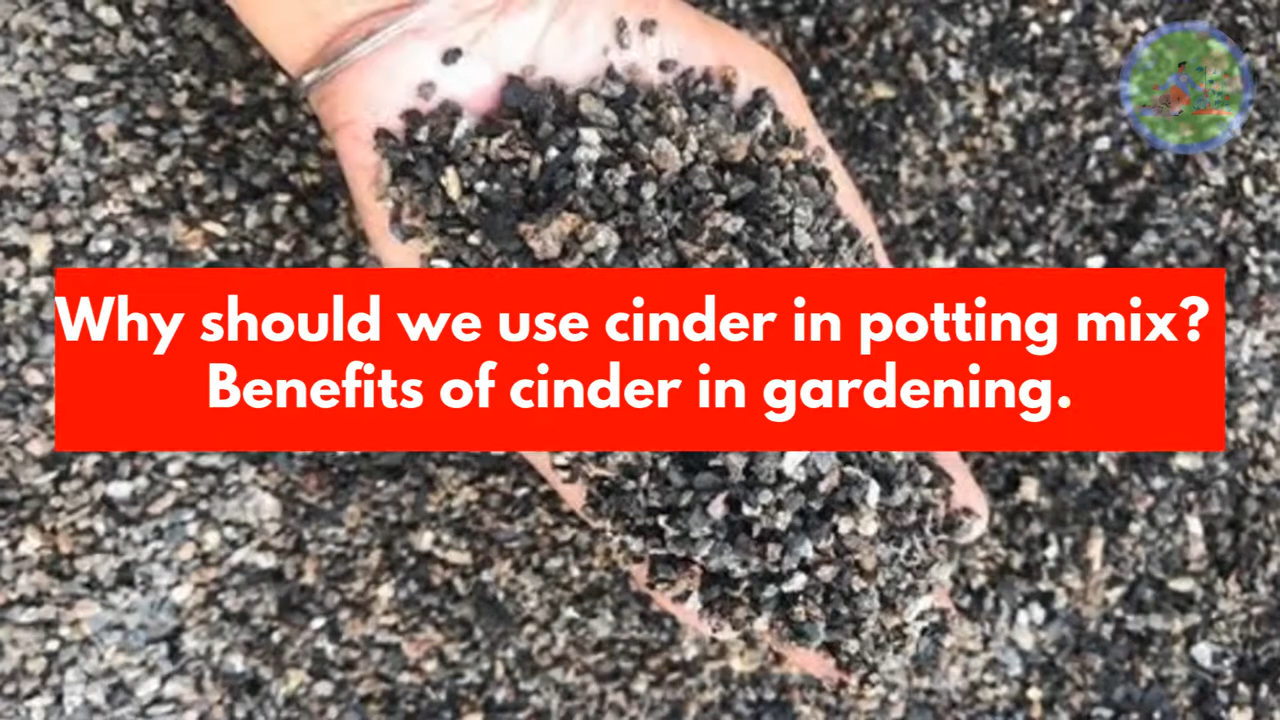 Why should we use cinder in potting mix?
Benefits of cinder in gardening.